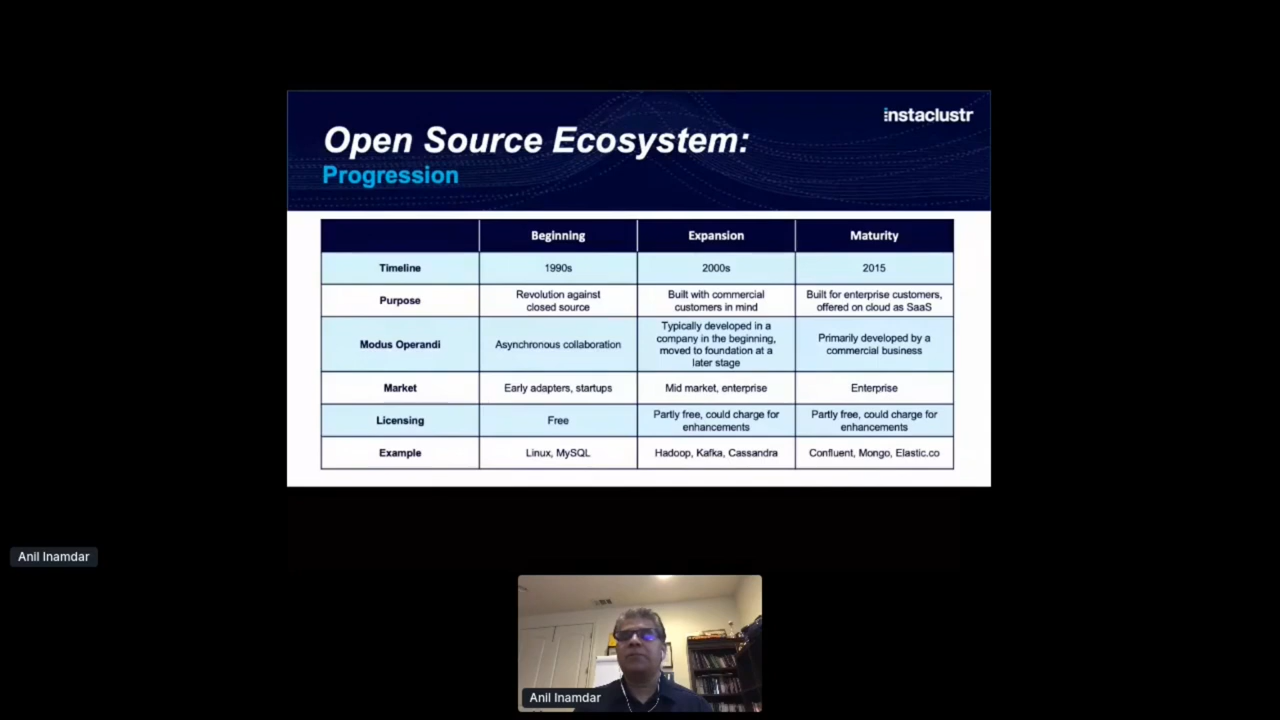 instaclustr
Open Source Ecosystem:
Progression
Beginning Expansion Maturity
Timeline 1990s 2000s 2015
Purpose
Revolution against
closed source
Built with commercial
customers in mind
Built for enterprise customers,
offered on cloud as SaaS
Modus Operandi
Asynchronous collaboration
Typically developed in a
company in the beginning,
moved to foundation at a
later stage
Primarily developed by a
commercial business
Market Early adapters, startups Mid market, enterprise Enterprise
Licensing Free
Partly free, could charge for
enhancements
Partly free, could charge for
enhancements
Example Linux, MySQL Hadoop, Kafka, Cassandra Confluent, Mongo, Elastic.co
Anil Inamdar
Anil Inamdar